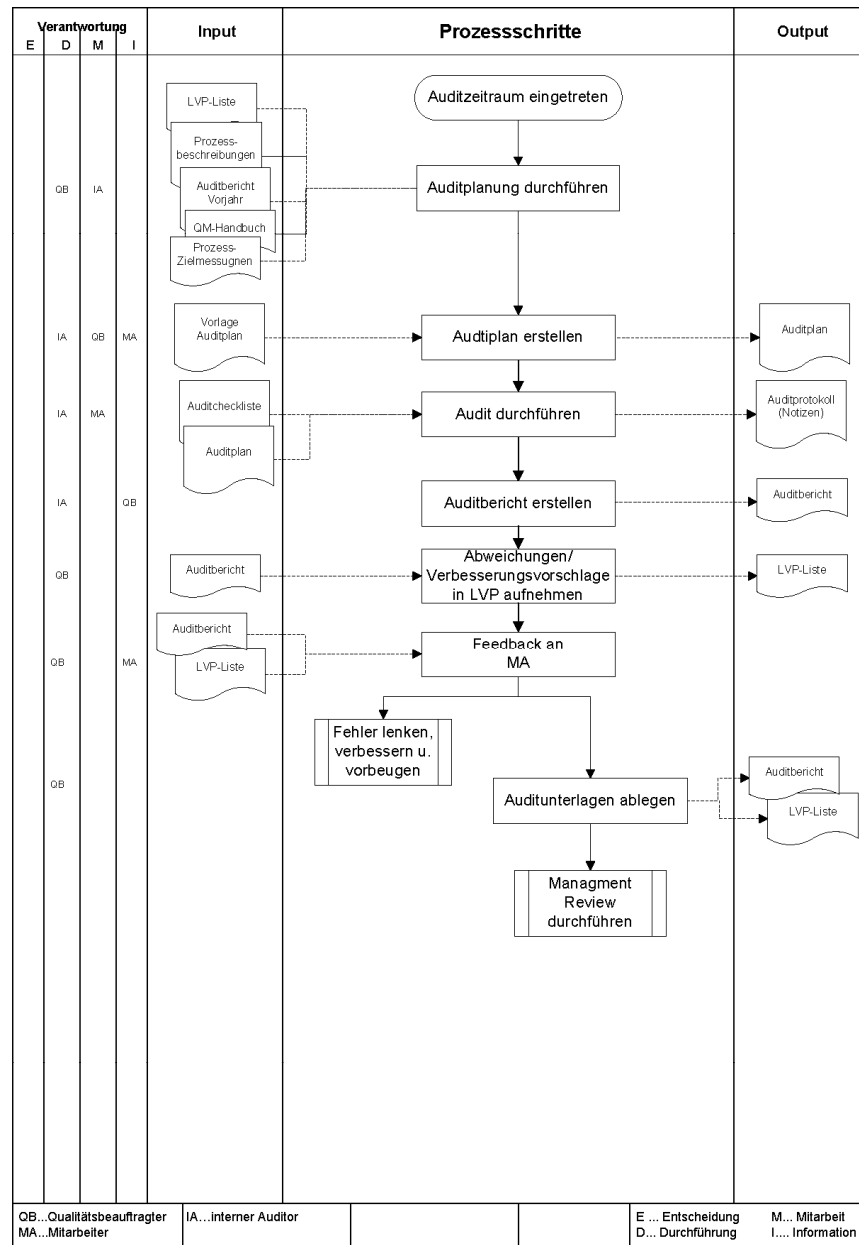 Verantwortung
E D M I
Input
Prozessschritte
Output
LVP-Liste
Prozess-
beschreibungen
Auditbericht
Vorjahr
QM-Handbuch
Prozess-
Zielmessugnen
Auditzeitraum eingetreten
QB IA
Auditplanung durchführen
IA QB MA
Vorlage
Auditplan
Audtiplan erstellen
Auditplan
IA MA
Auditcheckliste
Auditplan
Audit durchführen
Auditprotokoll
(Notizen)
IA QB
Auditbericht erstellen
Auditbericht
QB
Auditbericht
Abweichungen/
Verbesserungsvorschlage
in LVP aufnehmen
LVP-Liste
QB MA
Auditbericht
LVP-Liste
Feedback an
MA
Fehler lenken,
verbessern u.
vorbeugen
QB
Auditunterlagen ablegen
Auditbericht
LVP-Liste
Managment
Review
durchführen
QB...Qualitätsbeauftragter
MA...Mitarbeiter
IA...interner Auditor
E ... Entscheidung
D... Durchführung
M... Mitarbeit
I.... Information